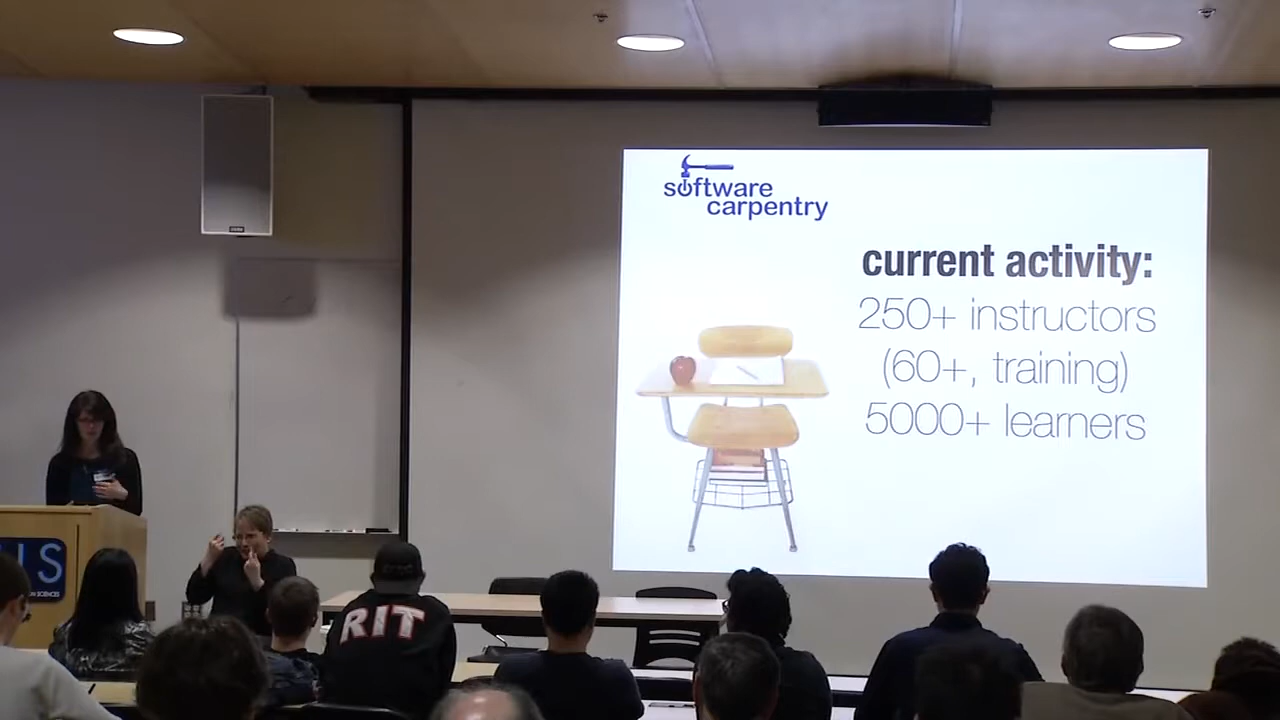 software
carpentry
current activity:
250+ instructors
(60+, training)
5000+ learners
RIT